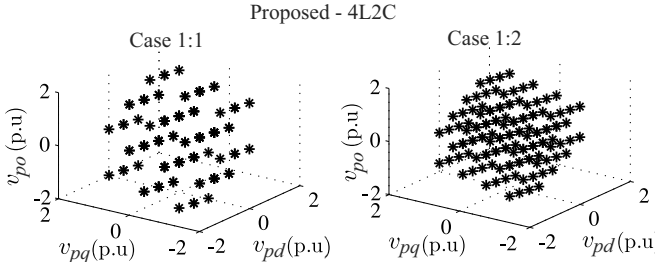 Proposed - 4L2C
Case 1:1
Case 1:2
2
0
-2
v_po (p.u)
2
0
-2
v_pq (p.u)
-2
0
2
v_pd (p.u)
2
0
-2
v_po (p.u)
2
0
-2
v_pq (p.u)
-2
0
2
v_pd (p.u